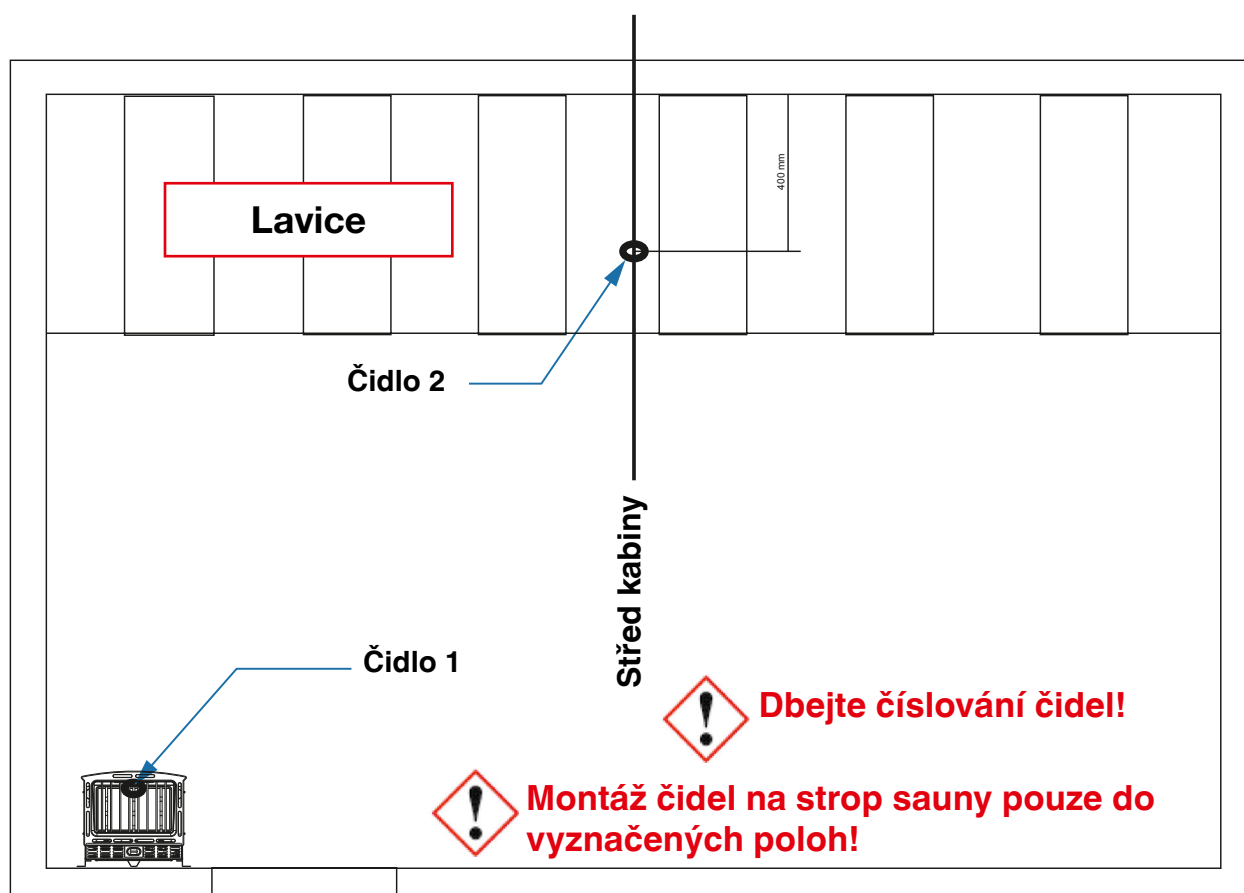 400 mm
Lavice
Čidlo 2
Střed kabiny
Čidlo 1
Dbejte číslování čidel!
Montáž čidel na strop sauny pouze do
vyznačených poloh!